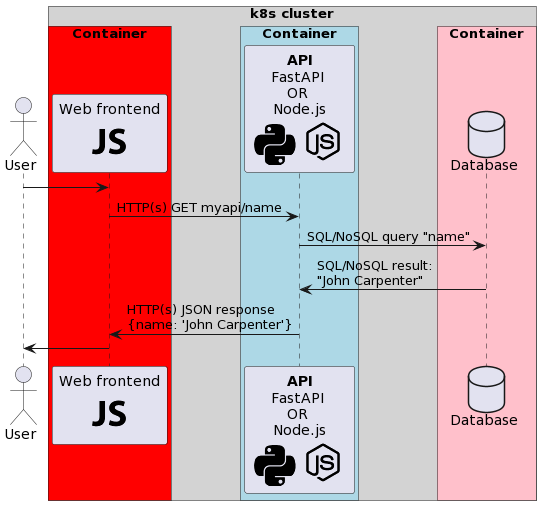 k8s cluster
Container
Container
Container
API
FastAPI
OR
Node.js
Web frontend
JS
JS
User
Database
HTTP(s) GET myapi/name
SQL/NoSQL query "name"
SQL/NoSQL result:
"John Carpenter"
HTTP(s) JSON response
{name: 'John Carpenter'}
Web frontend
JS
API
FastAPI
OR
Node.js
JS
User
Database